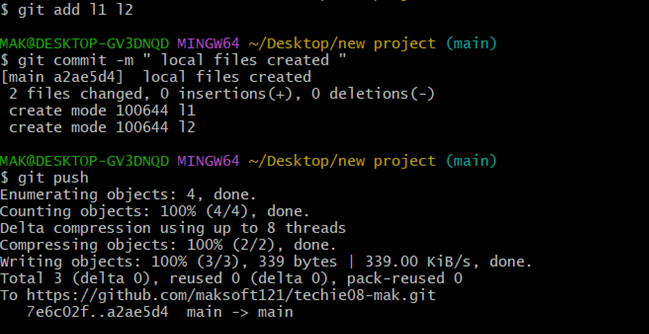 $ git add l1 l2
MAK@DESKTOP-GV3DNQD MINGW64 ~/Desktop/new project (main)
$ git commit -m " local files created "
[main a2ae5d4]  local files created
 2 files changed, 0 insertions(+), 0 deletions(-)
 create mode 100644 l1
 create mode 100644 l2
MAK@DESKTOP-GV3DNQD MINGW64 ~/Desktop/new project (main)
$ git push
Enumerating objects: 4, done.
Counting objects: 100% (4/4), done.
Delta compression using up to 8 threads
Compressing objects: 100% (2/2), done.
Writing objects: 100% (3/3), 339 bytes | 339.00 KiB/s, done.
Total 3 (delta 0), reused 0 (delta 0), pack-reused 0
To https://github.com/maksoft121/techie08-mak.git
   7e6c02f..a2ae5d4  main -> main